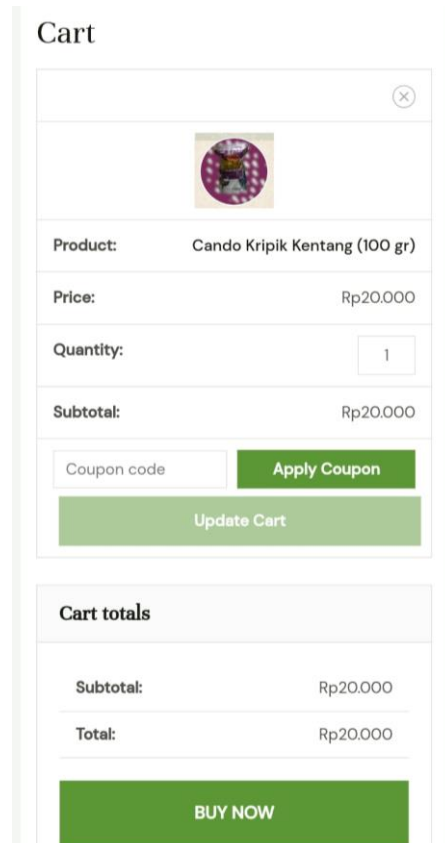 Cart
Product: Cando Kripik Kentang (100 gr)
Price: Rp20.000
Quantity: 1
Subtotal: Rp20.000
Coupon code Apply Coupon
Update Cart
Cart totals
Subtotal: Rp20.000
Total: Rp20.000
BUY NOW